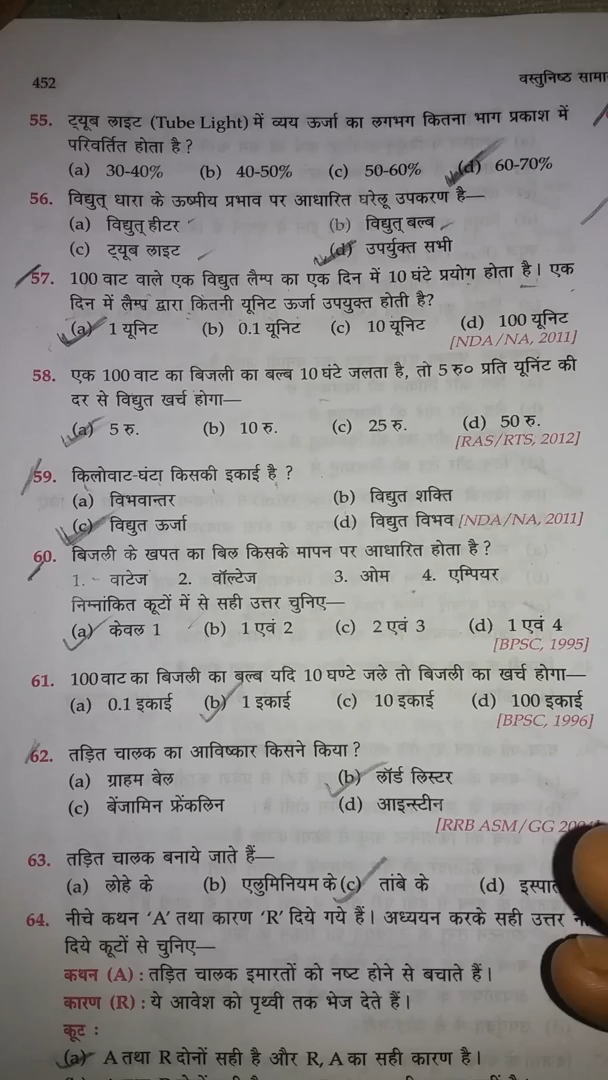 452
वस्तुनिष्ठ
55. ट्यूब लाइट (Tube Light) में व्यय ऊर्जा का लगभग कितना भाग प्रकाश में
परिवर्तित होता है ?
(a) 30-40% (b) 40-50% (c) 50-60% (d) 60-70%
56. विद्युत् धारा के ऊष्मीय प्रभाव पर आधारित घरेलू उपकरण है—
(a) विद्युत् हीटर (b) विद्युत् बल्ब
(c) ट्यूब लाइट (d) उपर्युक्त सभी
57. 100 वाट वाले एक विद्युत लैम्प का एक दिन में 10 घंटे प्रयोग होता है। एक
दिन में लैम्प द्वारा कितनी यूनिट ऊर्जा उपयुक्त होती है?
(a) 1 यूनिट (b) 0.1 यूनिट (c) 10 यूनिट (d) 100 यूनिट
[NDA/NA, 2011]
58. एक 100 वाट का बिजली का बल्ब 10 घंटे जलता है, तो 5 रु० प्रति यूनिट की
दर से विद्युत खर्च होगा—
(a) 5 रु. (b) 10 रु. (c) 25 रु. (d) 50 रु.
[RAS/RTS, 2012]
59. किलोवाट-घंटा किसकी इकाई है ?
(a) विभवान्तर (b) विद्युत शक्ति
(c) विद्युत ऊर्जा (d) विद्युत विभव [NDA/NA, 2011]
60. बिजली के खपत का बिल किसके मापन पर आधारित होता है ?
1. वाटेज 2. वॉल्टेज 3. ओम 4. एम्पियर
निम्नांकित कूटों में से सही उत्तर चुनिए—
(a) केवल 1 (b) 1 एवं 2 (c) 2 एवं 3 (d) 1 एवं 4
[BPSC, 1995]
61. 100 वाट का बिजली का बल्ब यदि 10 घण्टे जले तो बिजली का खर्च होगा—
(a) 0.1 इकाई (b) 1 इकाई (c) 10 इकाई (d) 100 इकाई
[BPSC, 1996]
62. तड़ित चालक का आविष्कार किसने किया ?
(a) ग्राहम बेल (b) लॉर्ड लिस्टर
(c) बेंजामिन फ्रेंकलिन (d) आइन्स्टीन
[RRB ASM/GG
63. तड़ित चालक बनाये जाते हैं—
(a) लोहे के (b) एलुमिनियम के (c) तांबे के (d) इस्पात
64. नीचे कथन ‘A’ तथा कारण ‘R’ दिये गये हैं। अध्ययन करके सही उत्तर
दिये कूटों से चुनिए—
कथन (A) : तड़ित चालक इमारतों को नष्ट होने से बचाते हैं।
कारण (R) : ये आवेश को पृथ्वी तक भेज देते हैं।
कूट :
(a) A तथा R दोनों सही है और R, A का सही कारण है।